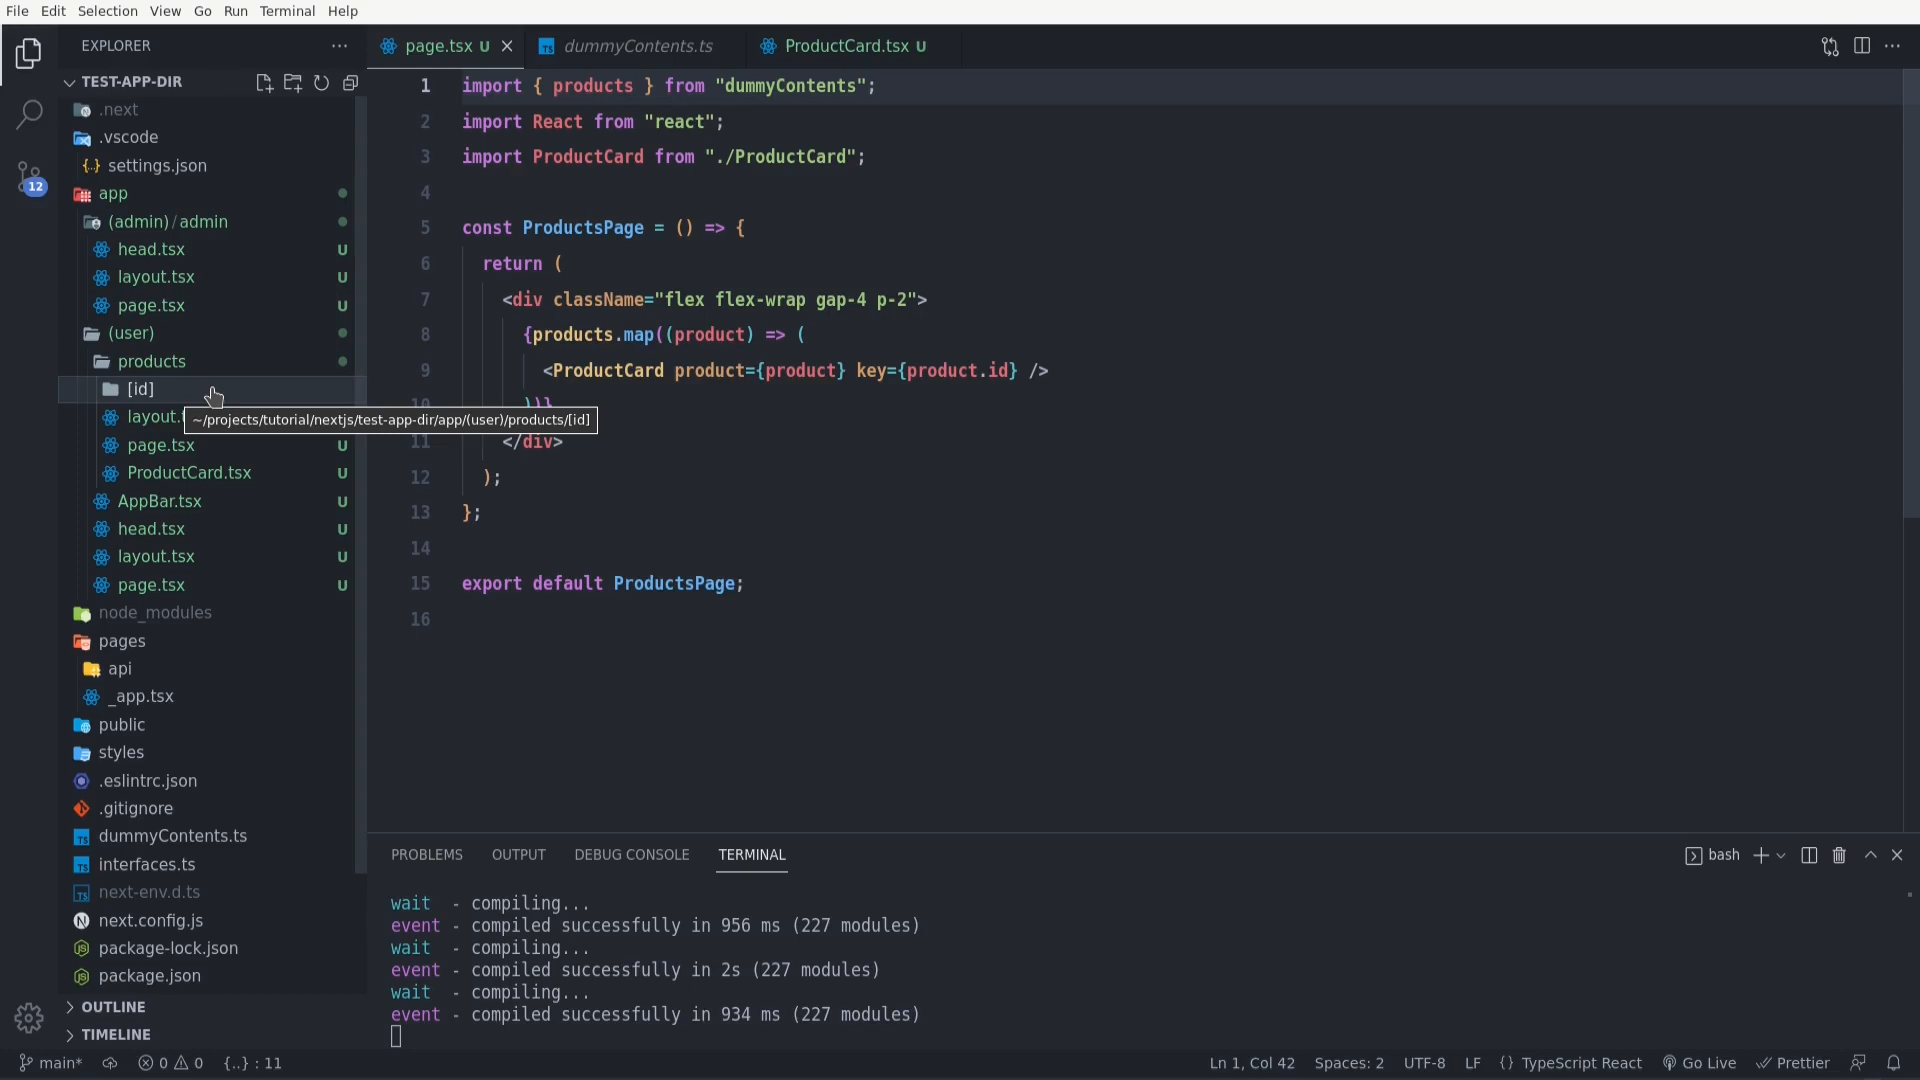 File Edit Selection View Go Run Terminal Help
EXPLORER
TEST-APP-DIR
.next
.vscode
settings.json
app
(admin) / admin
head.tsx U
layout.tsx U
page.tsx U
(user)
products
[id]
layout.t
~/projects/tutorial/nextjs/test-app-dir/app/(user)/products/[id]
page.tsx U
ProductCard.tsx U
AppBar.tsx U
head.tsx U
layout.tsx U
page.tsx U
node_modules
pages
api
_app.tsx
public
styles
.eslintrc.json
.gitignore
dummyContents.ts
interfaces.ts
next-env.d.ts
next.config.js
package-lock.json
package.json
OUTLINE
TIMELINE
12
page.tsx U
dummyContents.ts
ProductCard.tsx U
1 import { products } from "dummyContents";
2 import React from "react";
3 import ProductCard from "./ProductCard";
4
5 const ProductsPage = () => {
6 return (
7 <div className="flex flex-wrap gap-4 p-2">
8 {products.map((product) => (
9 <ProductCard product={product} key={product.id} />
10 ))}
11 </div>
12 );
13 };
14
15 export default ProductsPage;
16
PROBLEMS OUTPUT DEBUG CONSOLE TERMINAL
bash
wait - compiling...
event - compiled successfully in 956 ms (227 modules)
wait - compiling...
event - compiled successfully in 2s (227 modules)
wait - compiling...
event - compiled successfully in 934 ms (227 modules)
main* 0 0 {..} : 11
Ln 1, Col 42 Spaces: 2 UTF-8 LF {} TypeScript React Go Live Prettier